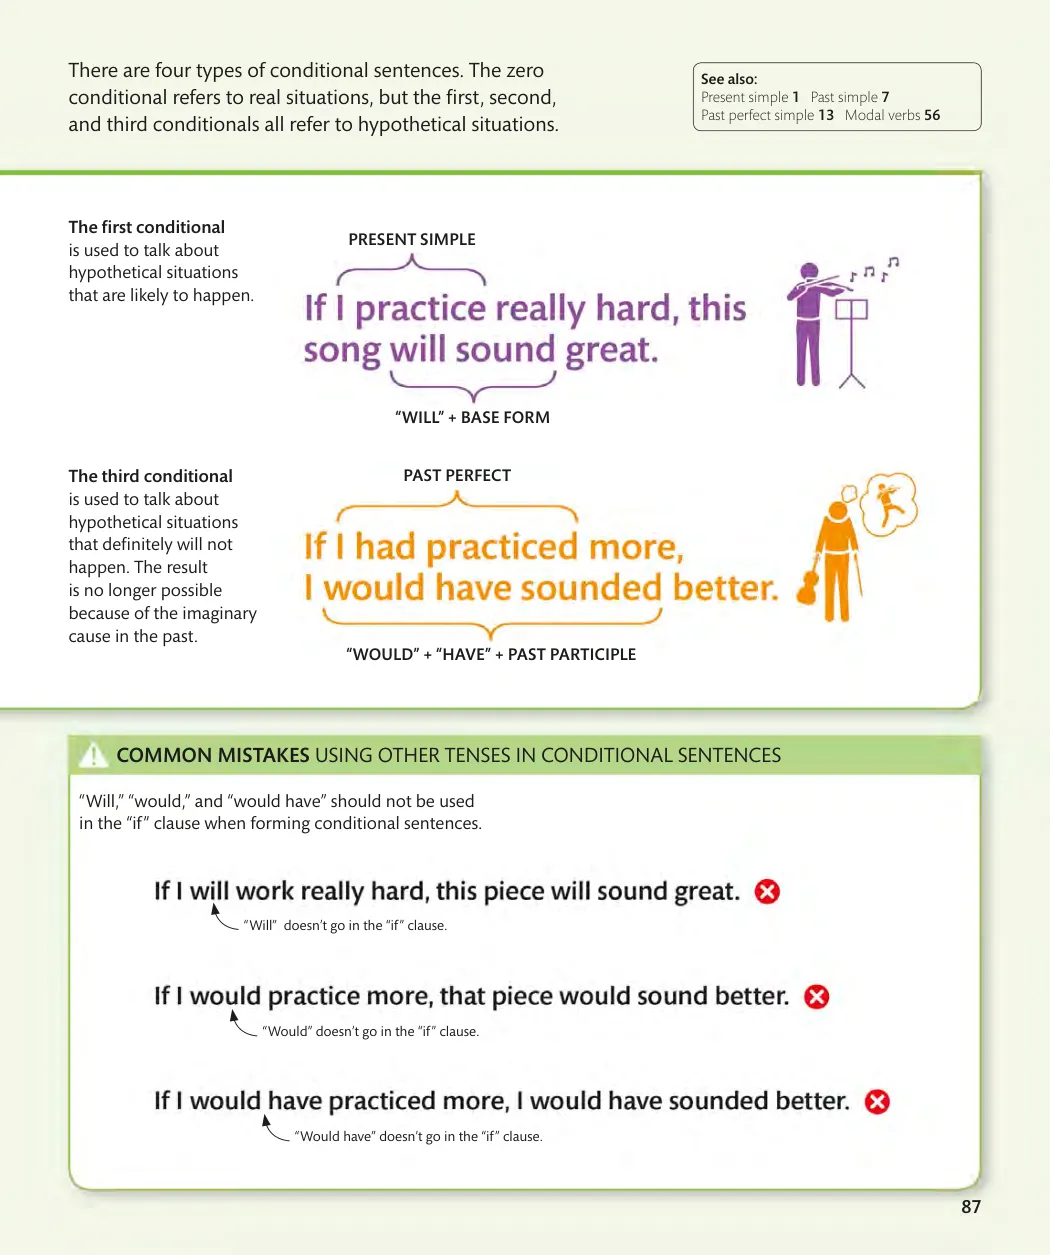 There are four types of conditional sentences. The zero
conditional refers to real situations, but the first, second,
and third conditionals all refer to hypothetical situations.
See also:
Present simple 1 Past simple 7
Past perfect simple 13 Modal verbs 56
The first conditional
is used to talk about
hypothetical situations
that are likely to happen.
PRESENT SIMPLE
If I practice really hard, this
song will sound great.
“WILL” + BASE FORM
The third conditional
is used to talk about
hypothetical situations
that definitely will not
happen. The result
is no longer possible
because of the imaginary
cause in the past.
PAST PERFECT
If I had practiced more,
I would have sounded better.
“WOULD” + “HAVE” + PAST PARTICIPLE
COMMON MISTAKES USING OTHER TENSES IN CONDITIONAL SENTENCES
“Will,” “would,” and “would have” should not be used
in the “if” clause when forming conditional sentences.
If I will work really hard, this piece will sound great.
“Will” doesn’t go in the “if” clause.
If I would practice more, that piece would sound better.
“Would” doesn’t go in the “if” clause.
If I would have practiced more, I would have sounded better.
“Would have” doesn’t go in the “if” clause.
87